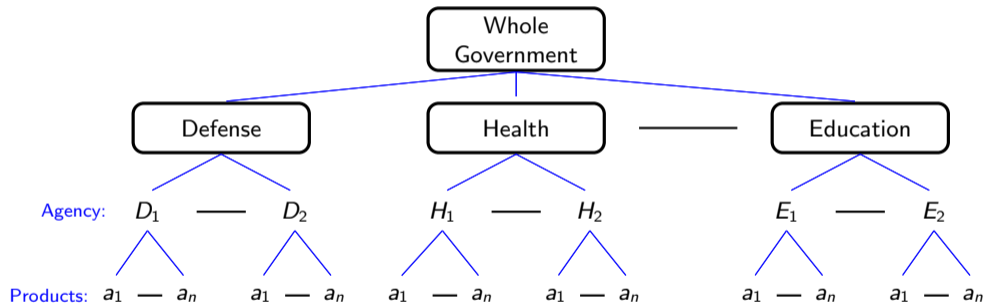 Whole
Government
Defense Health Education
Agency: D₁ D₂ H₁ H₂ E₁ E₂
Products: a₁ aₙ a₁ aₙ a₁ aₙ a₁ aₙ a₁ aₙ a₁ aₙ